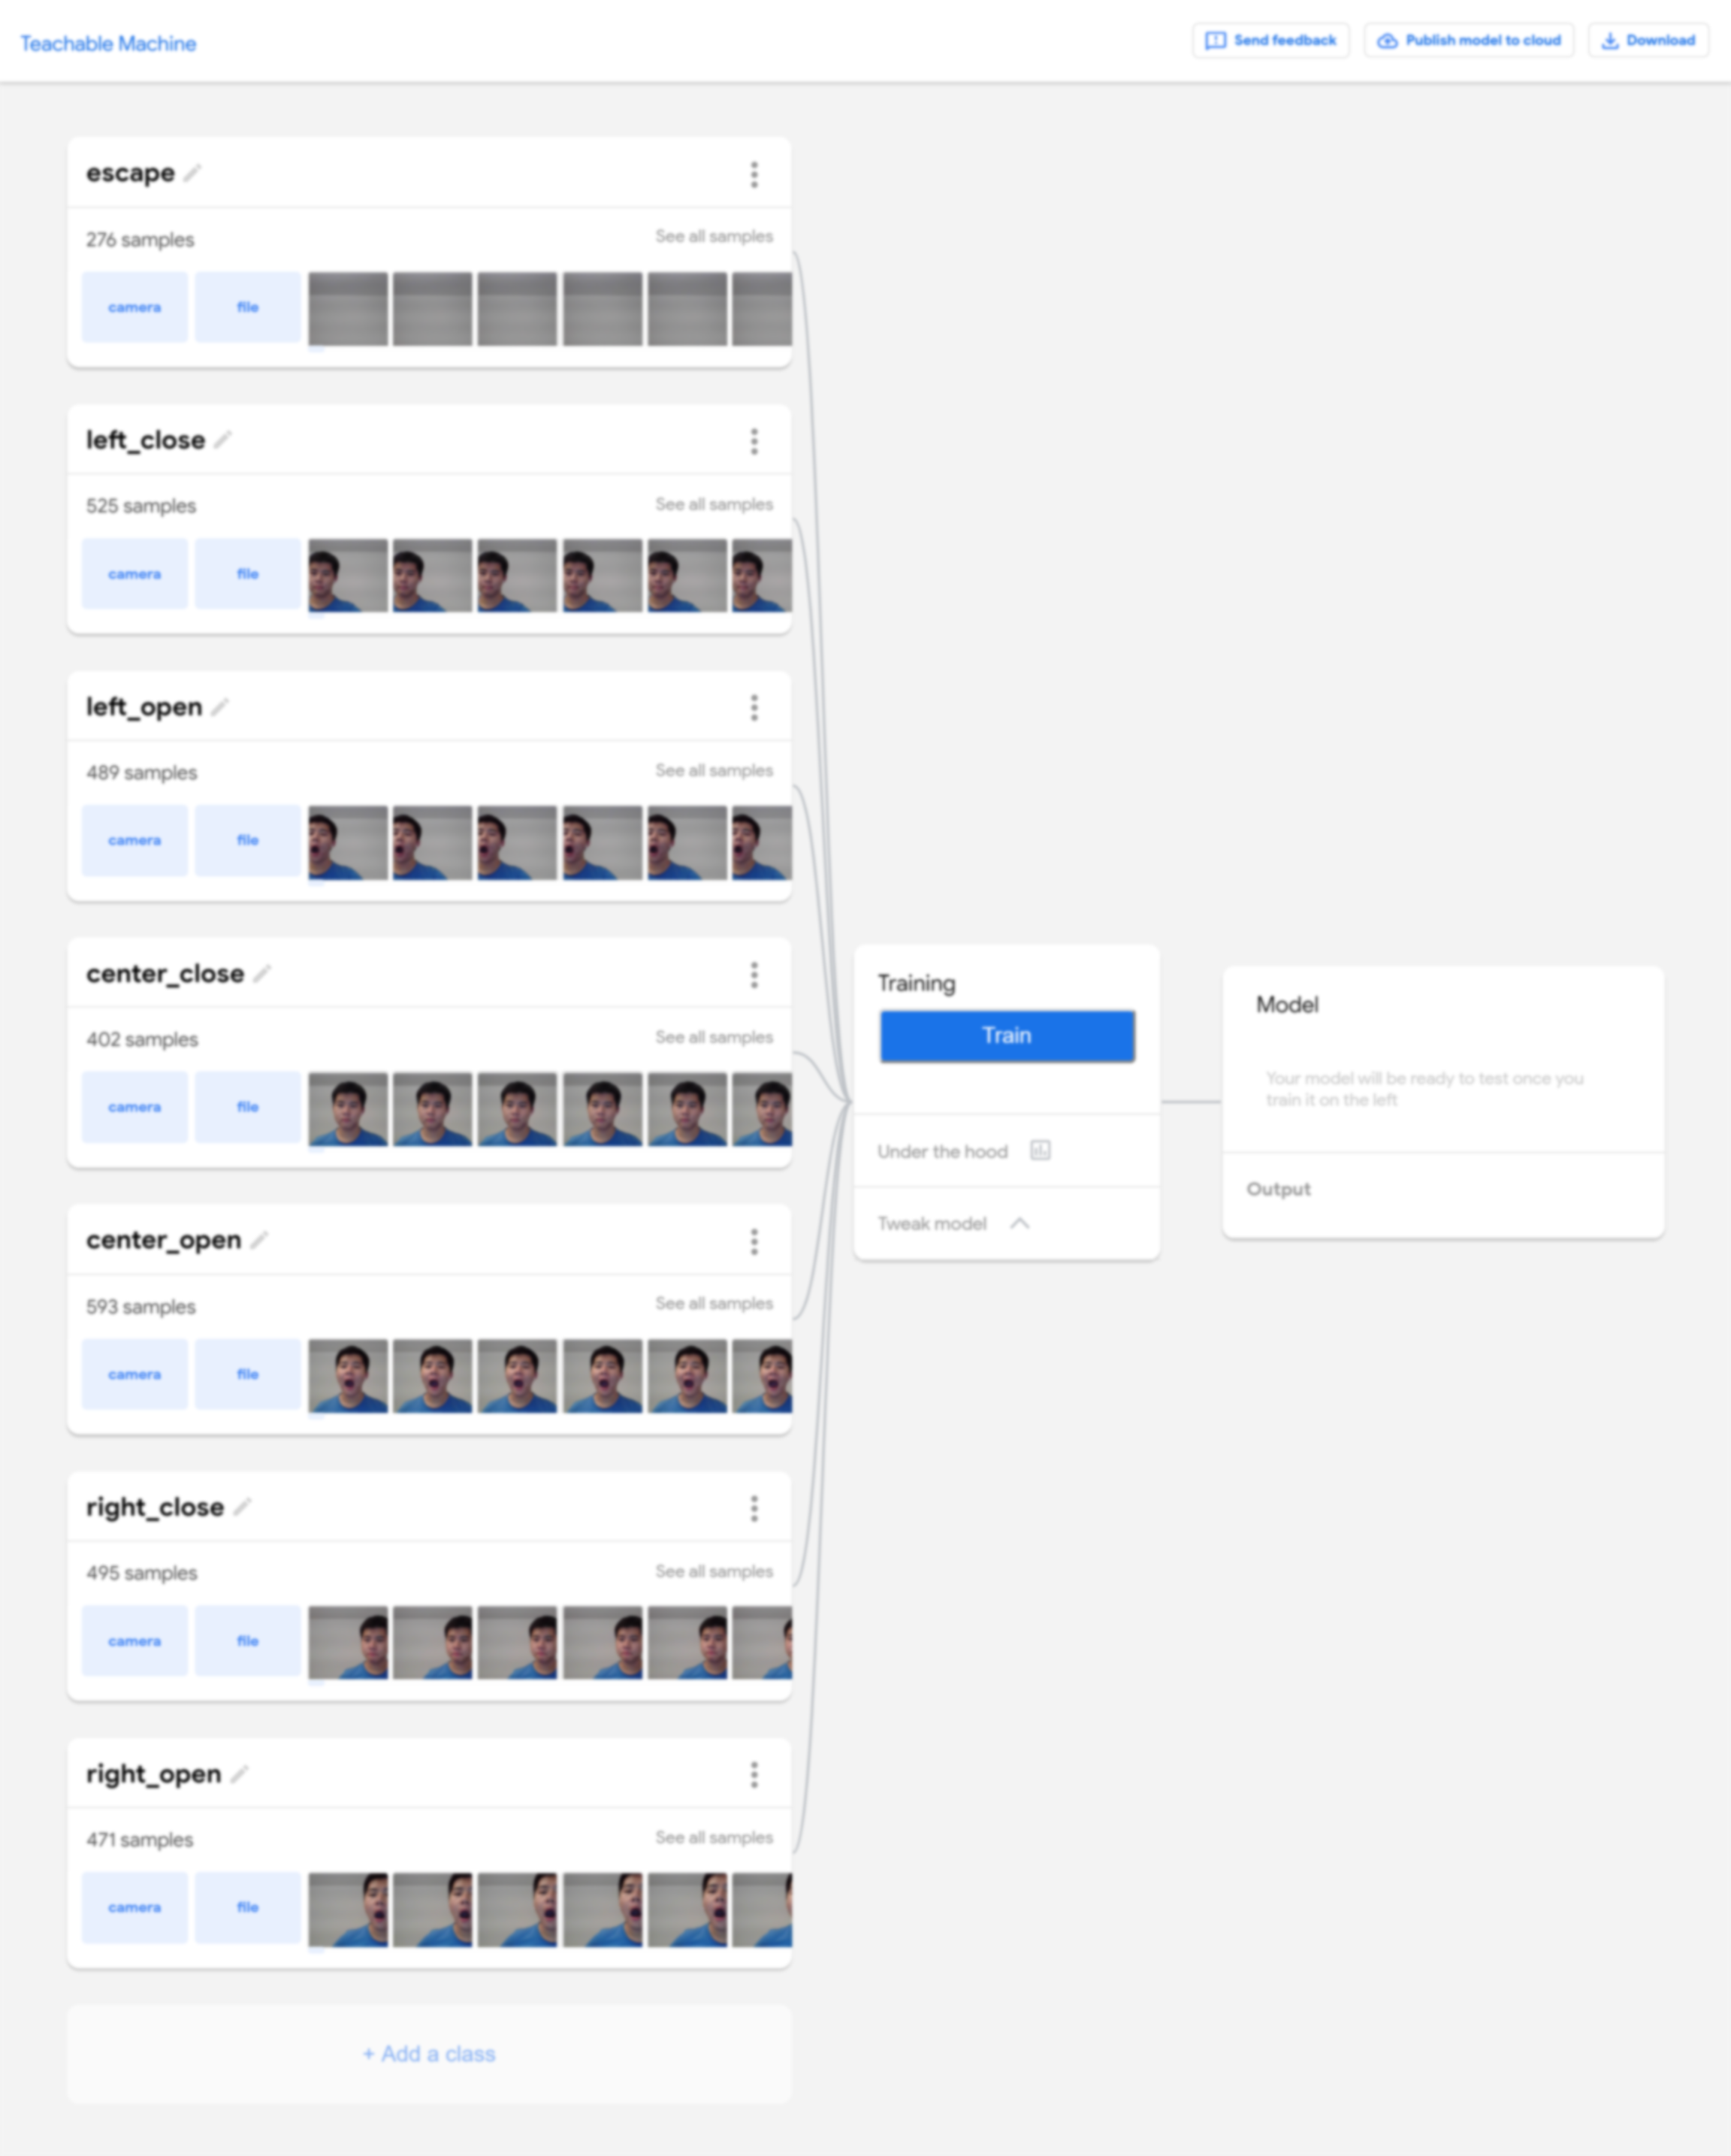 Teachable Machine
Send feedback
Publish model to cloud
Download
escape
276 samples
See all samples
camera
file
left_close
525 samples
See all samples
camera
file
left_open
489 samples
See all samples
camera
file
center_close
402 samples
See all samples
camera
file
center_open
593 samples
See all samples
camera
file
right_close
495 samples
See all samples
camera
file
right_open
471 samples
See all samples
camera
file
+ Add a class
Training
Train
Under the hood
Tweak model
Model
Your model will be ready to test once you
train it on the left
Output